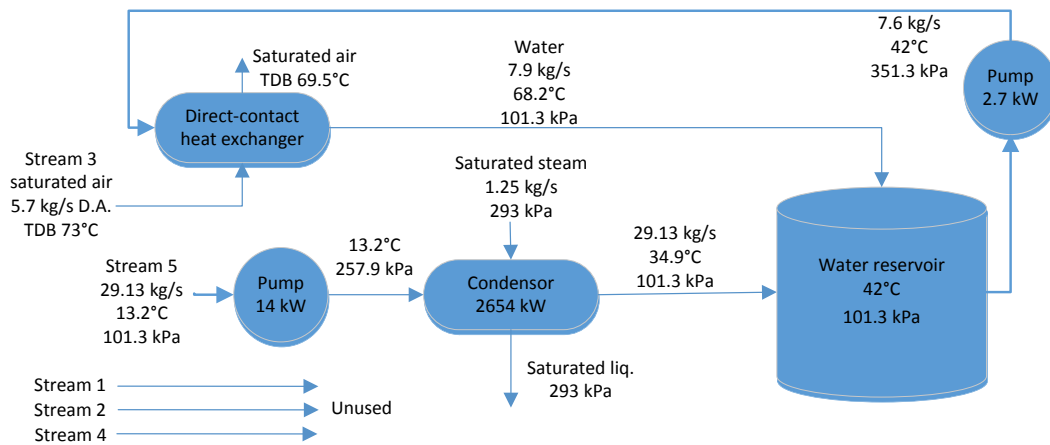 Saturated air
TDB 69.5°C
Direct-contact
heat exchanger
Water
7.9 kg/s
68.2°C
101.3 kPa
7.6 kg/s
42°C
351.3 kPa
Pump
2.7 kW
Stream 3
saturated air
5.7 kg/s D.A.
TDB 73°C
Saturated steam
1.25 kg/s
293 kPa
Stream 5
29.13 kg/s
13.2°C
101.3 kPa
Pump
14 kW
13.2°C
257.9 kPa
Condensor
2654 kW
29.13 kg/s
34.9°C
101.3 kPa
Water reservoir
42°C
101.3 kPa
Saturated liq.
293 kPa
Stream 1
Stream 2
Unused
Stream 4